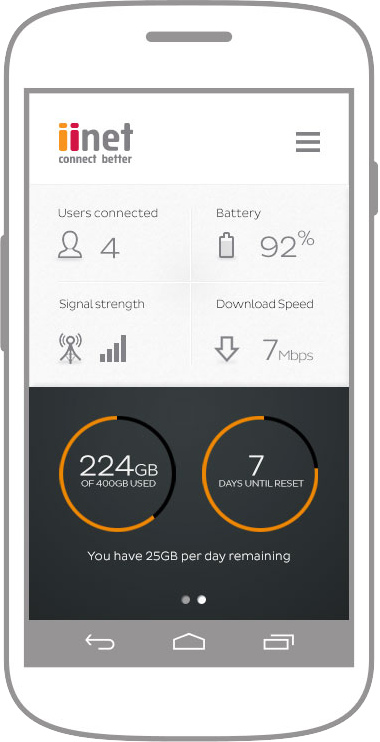 iinet
connect better
Users connected
4
Battery
92%
Signal strength
Download Speed
7Mbps
224GB
OF 400GB USED
7
DAYS UNTIL RESET
You have 25GB per day remaining